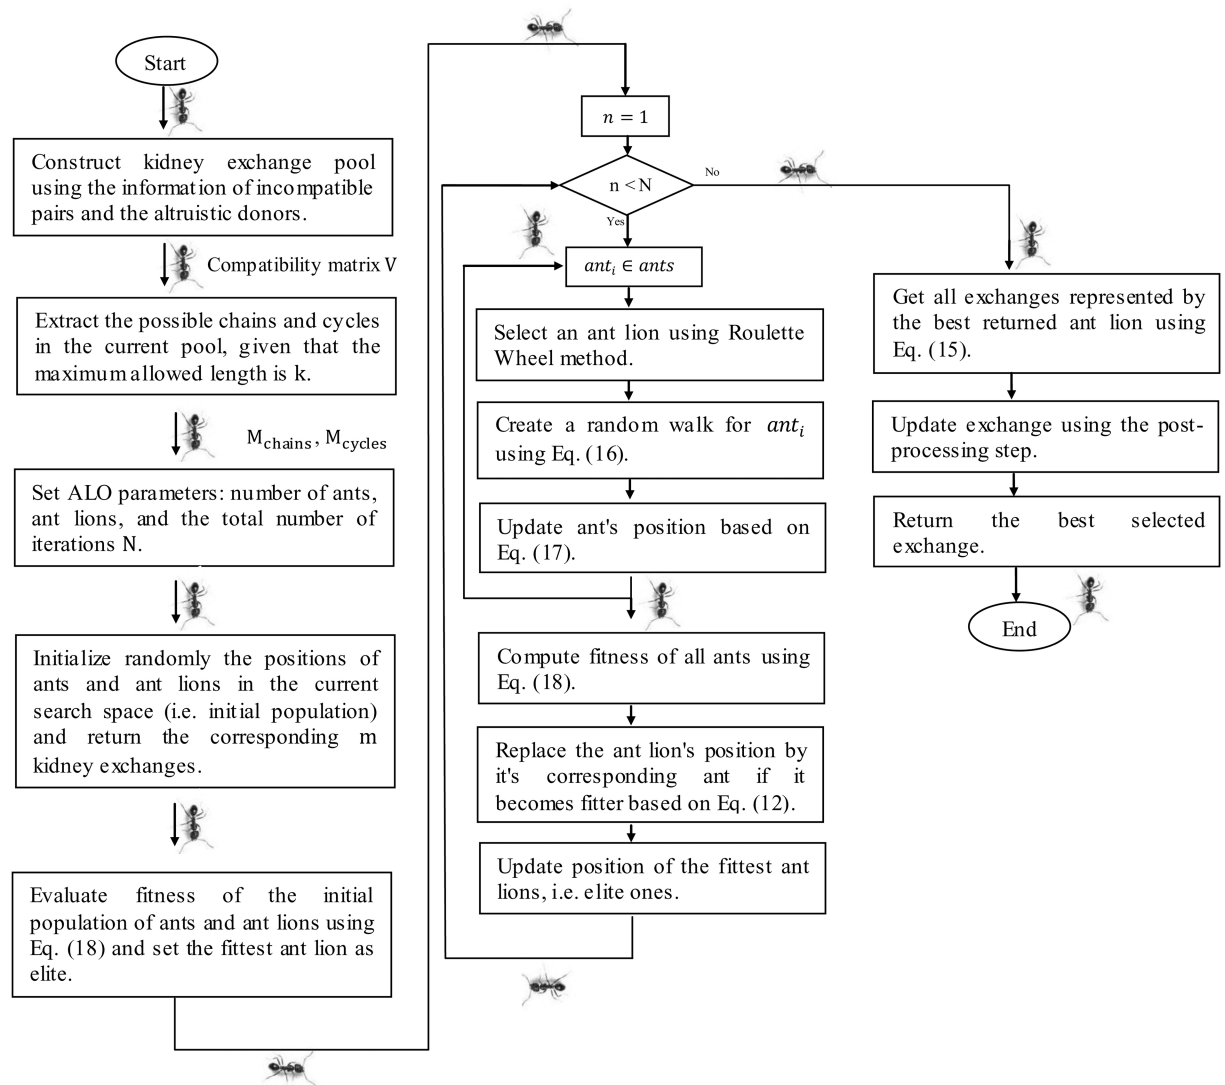 Start
Construct kidney exchange pool
using the information of incompatible
pairs and the altruistic donors.
Compatibility matrix V
Extract the possible chains and cycles
in the current pool, given that the
maximum allowed length is k.
M_chains, M_cycles
Set ALO parameters: number of ants,
ant lions, and the total number of
iterations N.
Initialize randomly the positions of
ants and ant lions in the current
search space (i.e. initial population)
and return the corresponding m
kidney exchanges.
Evaluate fitness of the initial
population of ants and ant lions using
Eq. (18) and set the fittest ant lion as
elite.
n = 1
n < N
No
Yes
ant_i ∈ ants
Select an ant lion using Roulette
Wheel method.
Create a random walk for ant_i
using Eq. (16).
Update ant's position based on
Eq. (17).
Compute fitness of all ants using
Eq. (18).
Replace the ant lion's position by
it's corresponding ant if it
becomes fitter based on Eq. (12).
Update position of the fittest ant
lions, i.e. elite ones.
Get all exchanges represented by
the best returned ant lion using
Eq. (15).
Update exchange using the post-
processing step.
Return the best selected
exchange.
End